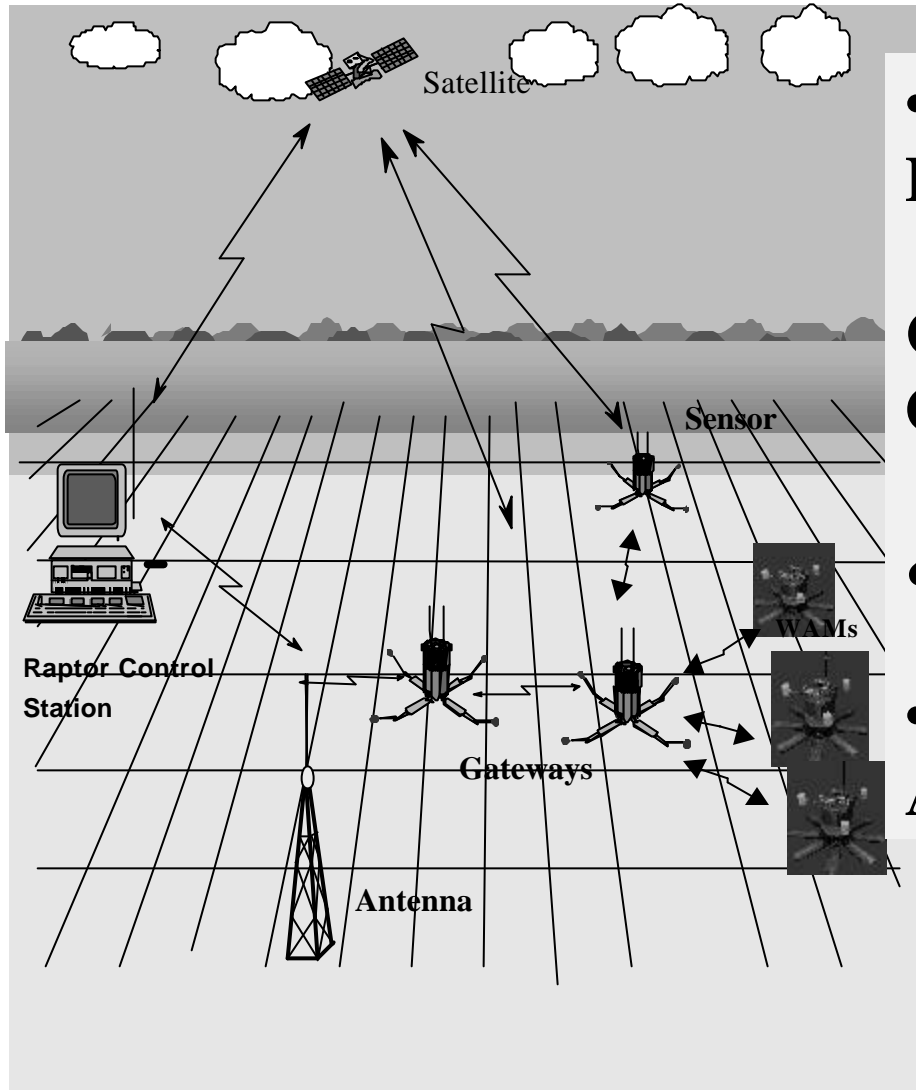 Satellite
Sensor
WAMs
Raptor Control
Station
Gateways
Antenna